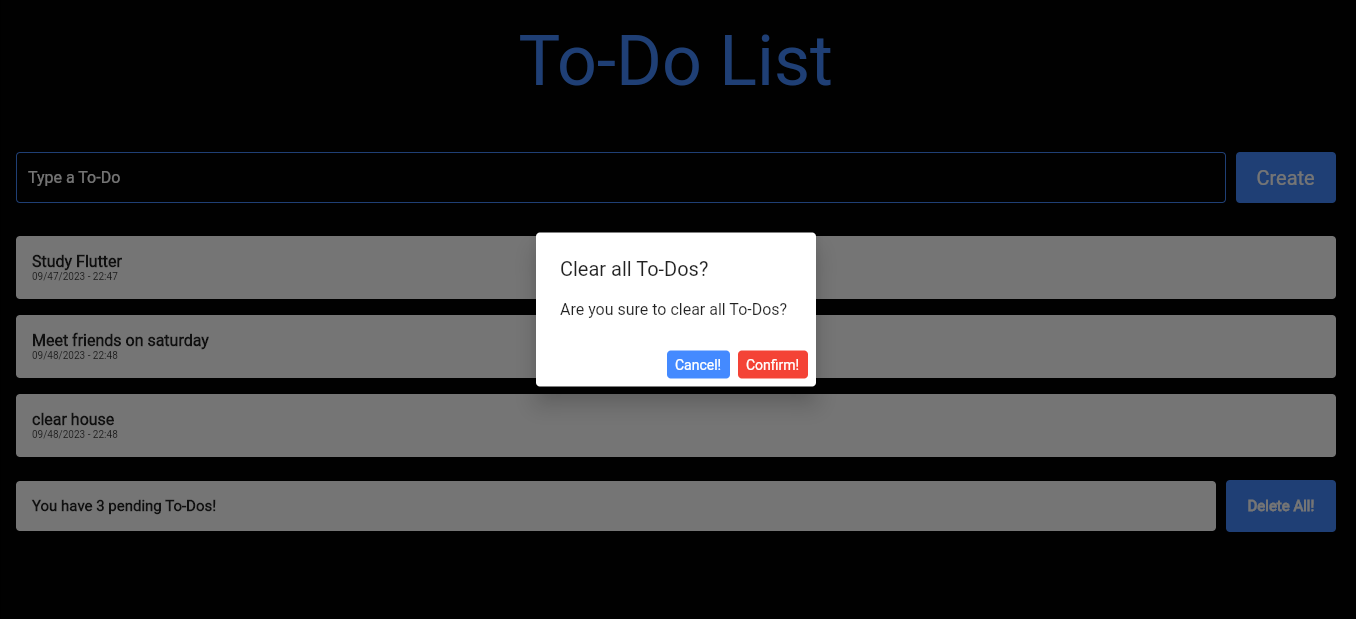 To-Do List
Type a To-Do
Create
Study Flutter
09/47/2023 - 22:47
Meet friends on saturday
09/48/2023 - 22:48
clear house
09/48/2023 - 22:48
Clear all To-Dos?
Are you sure to clear all To-Dos?
Cancel! Confirm!
You have 3 pending To-Dos!
Delete All!